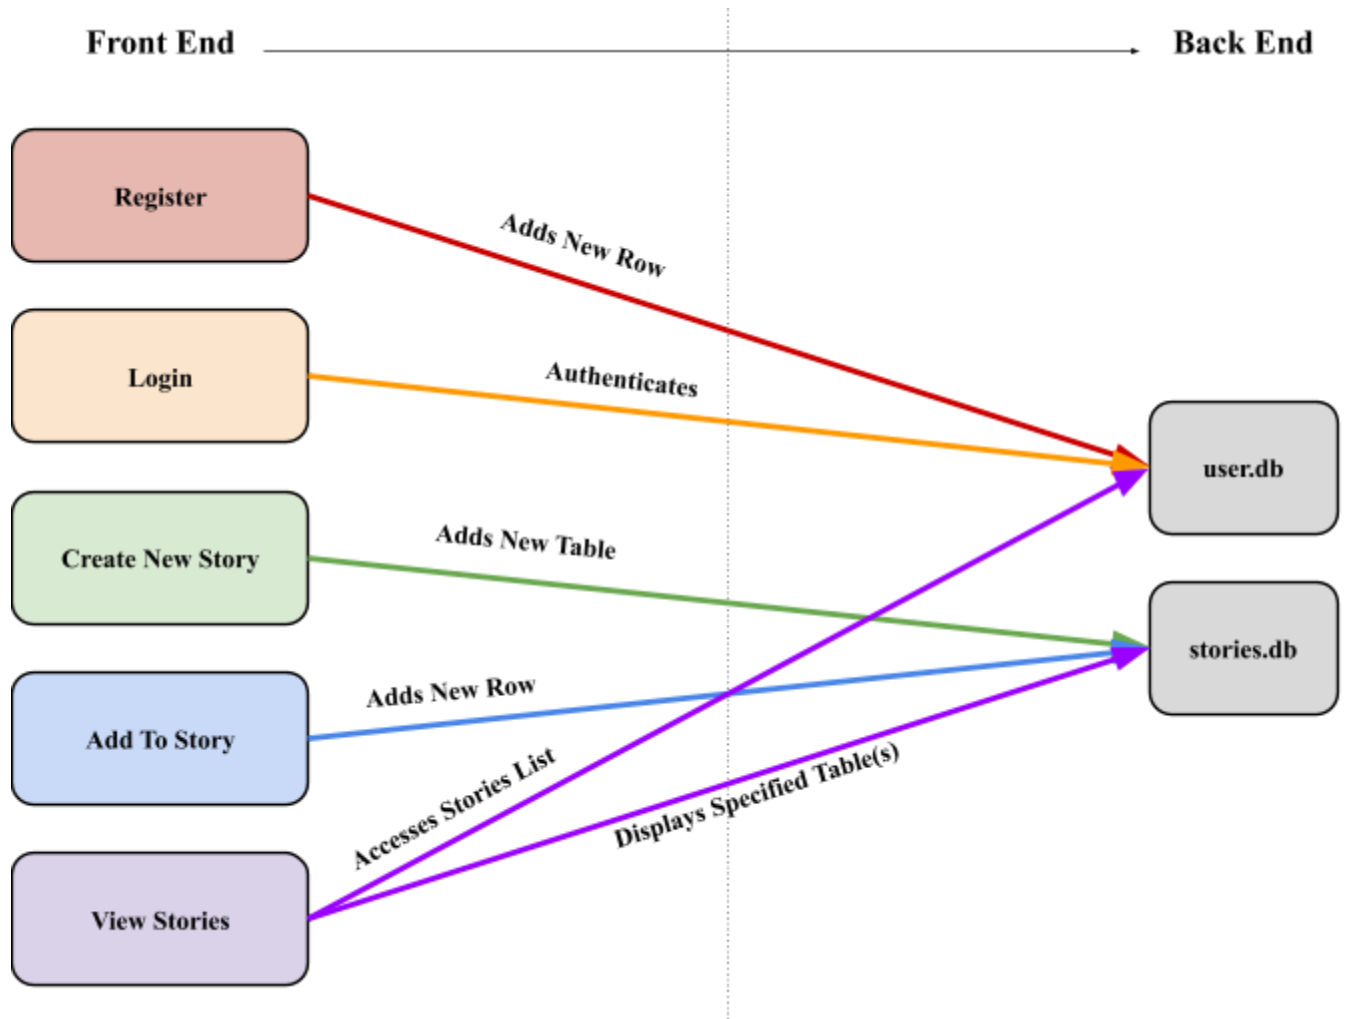 Front End
Back End
Register
Adds New Row
Login
Authenticates
user.db
Create New Story
Adds New Table
stories.db
Add To Story
Adds New Row
Accesses Stories List
Displays Specified Table(s)
View Stories